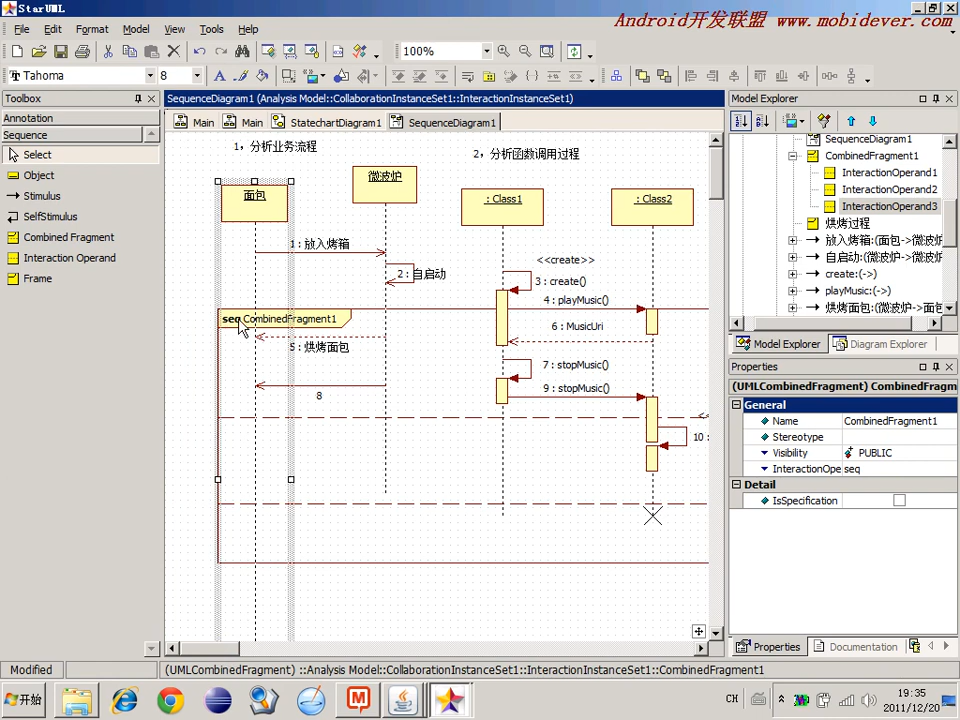 StarUML
Android开发联盟 www.mobidever.com
File Edit Format Model View Tools Help
100%
Tahoma 8
Toolbox
SequenceDiagram1 (Analysis Model::CollaborationInstanceSet1::InteractionInstanceSet1)
Model Explorer
Annotation
Sequence
Select
Object
Stimulus
SelfStimulus
Combined Fragment
Interaction Operand
Frame
Main Main StatechartDiagram1 SequenceDiagram1
1，分析业务流程
2，分析函数调用过程
面包
微波炉
: Class1
: Class2
1 : 放入烤箱
2 : 自启动
<<create>>
3 : create()
4 : playMusic()
seq CombinedFragment1
6 : MusicUri
5 : 烘烤面包
7 : stopMusic()
9 : stopMusic()
8
<<
10 :
SequenceDiagram1
CombinedFragment1
InteractionOperand1
InteractionOperand2
InteractionOperand3
烘烤过程
放入烤箱:(面包->微波炉
自启动:(微波炉->微波炉
create:(->)
playMusic:(->)
烘烤面包:(微波炉->面
Model Explorer Diagram Explorer
Properties
(UMLCombinedFragment) CombinedFragm
General
Name CombinedFragment1
Stereotype
Visibility PUBLIC
InteractionOpe seq
Detail
IsSpecification
Properties Documentation
Modified
(UMLCombinedFragment) ::Analysis Model::CollaborationInstanceSet1::InteractionInstanceSet1::CombinedFragment1
开始
CH
19:35
2011/12/20